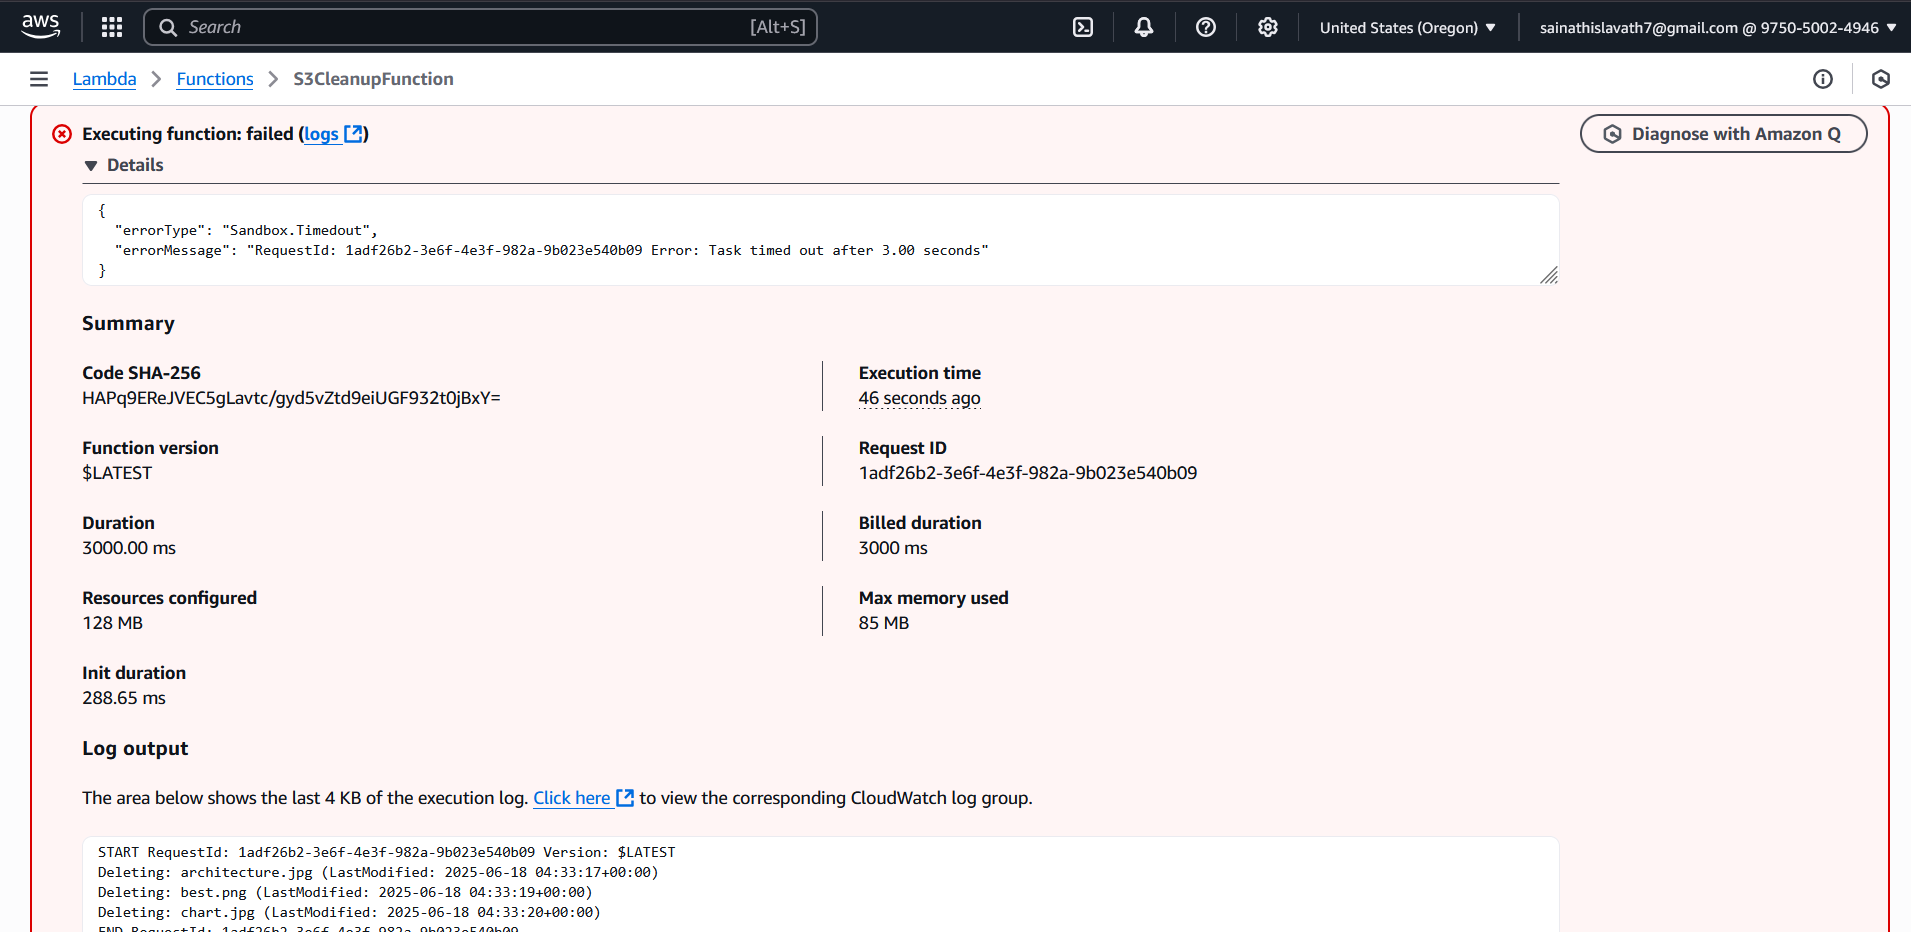 aws
Search [Alt+S]
United States (Oregon)
sainathislavath7@gmail.com @ 9750-5002-4946
Lambda
Functions
S3CleanupFunction
Executing function: failed (logs)
Diagnose with Amazon Q
Details
{
"errorType": "Sandbox.Timedout",
"errorMessage": "RequestId: 1adf26b2-3e6f-4e3f-982a-9b023e540b09 Error: Task timed out after 3.00 seconds"
}
Summary
Code SHA-256
HAPq9EReJVEC5gLavtc/gyd5vZtd9eiUGF932t0jBxY=
Execution time
46 seconds ago
Function version
$LATEST
Request ID
1adf26b2-3e6f-4e3f-982a-9b023e540b09
Duration
3000.00 ms
Billed duration
3000 ms
Resources configured
128 MB
Max memory used
85 MB
Init duration
288.65 ms
Log output
The area below shows the last 4 KB of the execution log. Click here to view the corresponding CloudWatch log group.
START RequestId: 1adf26b2-3e6f-4e3f-982a-9b023e540b09 Version: $LATEST
Deleting: architecture.jpg (LastModified: 2025-06-18 04:33:17+00:00)
Deleting: best.png (LastModified: 2025-06-18 04:33:19+00:00)
Deleting: chart.jpg (LastModified: 2025-06-18 04:33:20+00:00)
END RequestId: 1adf26b2-3e6f-4e3f-982a-9b023e540b09